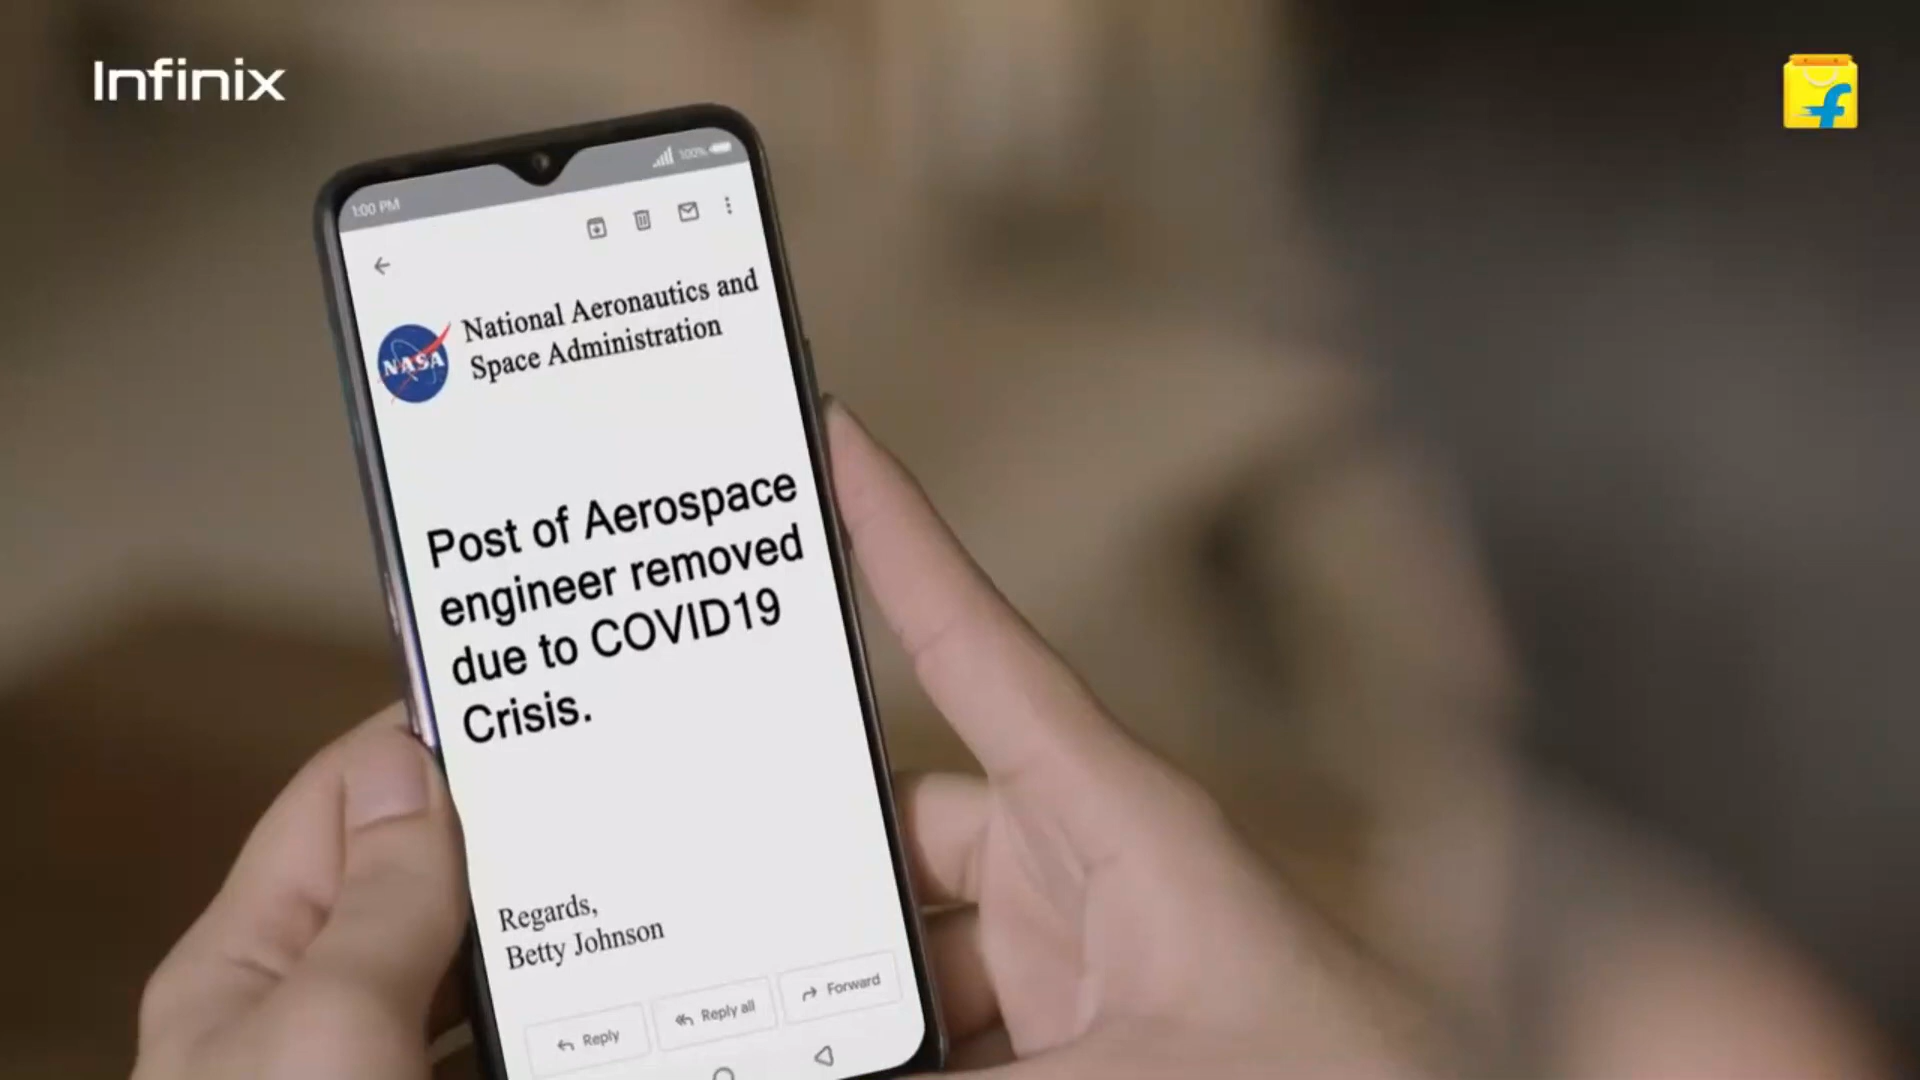 Infinix
f
1:00 PM
100%
NASA
National Aeronautics and
Space Administration
Post of Aerospace
engineer removed
due to COVID19
Crisis.
Regards,
Betty Johnson
Reply
Reply all
Forward